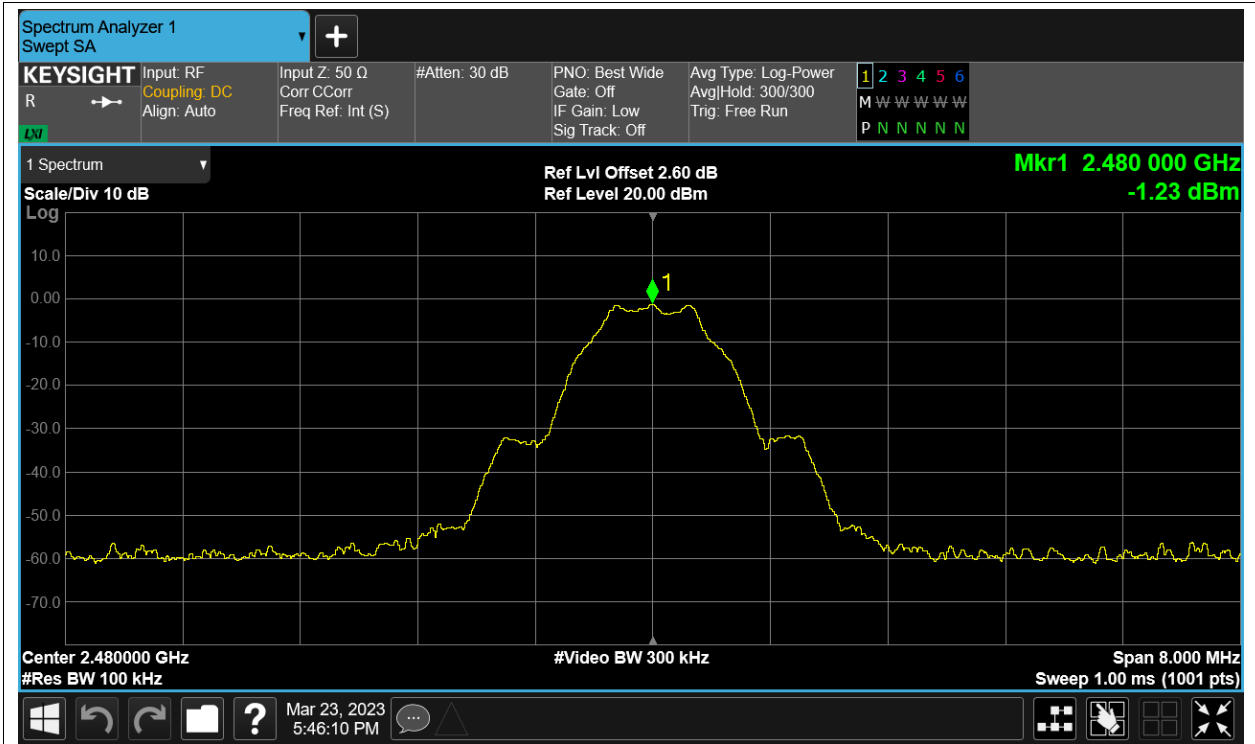 Spectrum Analyzer 1
Swept SA
KEYSIGHT
R
LXI
Input: RF
Coupling: DC
Align: Auto
Input Z: 50 Ω
Corr CCorr
Freq Ref: Int (S)
#Atten: 30 dB
PNO: Best Wide
Gate: Off
IF Gain: Low
Sig Track: Off
Avg Type: Log-Power
Avg|Hold: 300/300
Trig: Free Run
1 2 3 4 5 6
M W W W W W W
P N N N N N
1 Spectrum
Scale/Div 10 dB
Ref Lvl Offset 2.60 dB
Ref Level 20.00 dBm
Mkr1 2.480 000 GHz
-1.23 dBm
Log
10.0
0.00
-10.0
-20.0
-30.0
-40.0
-50.0
-60.0
-70.0
1
Center 2.480000 GHz
#Res BW 100 kHz
#Video BW 300 kHz
Span 8.000 MHz
Sweep 1.00 ms (1001 pts)
?
Mar 23, 2023
5:46:10 PM